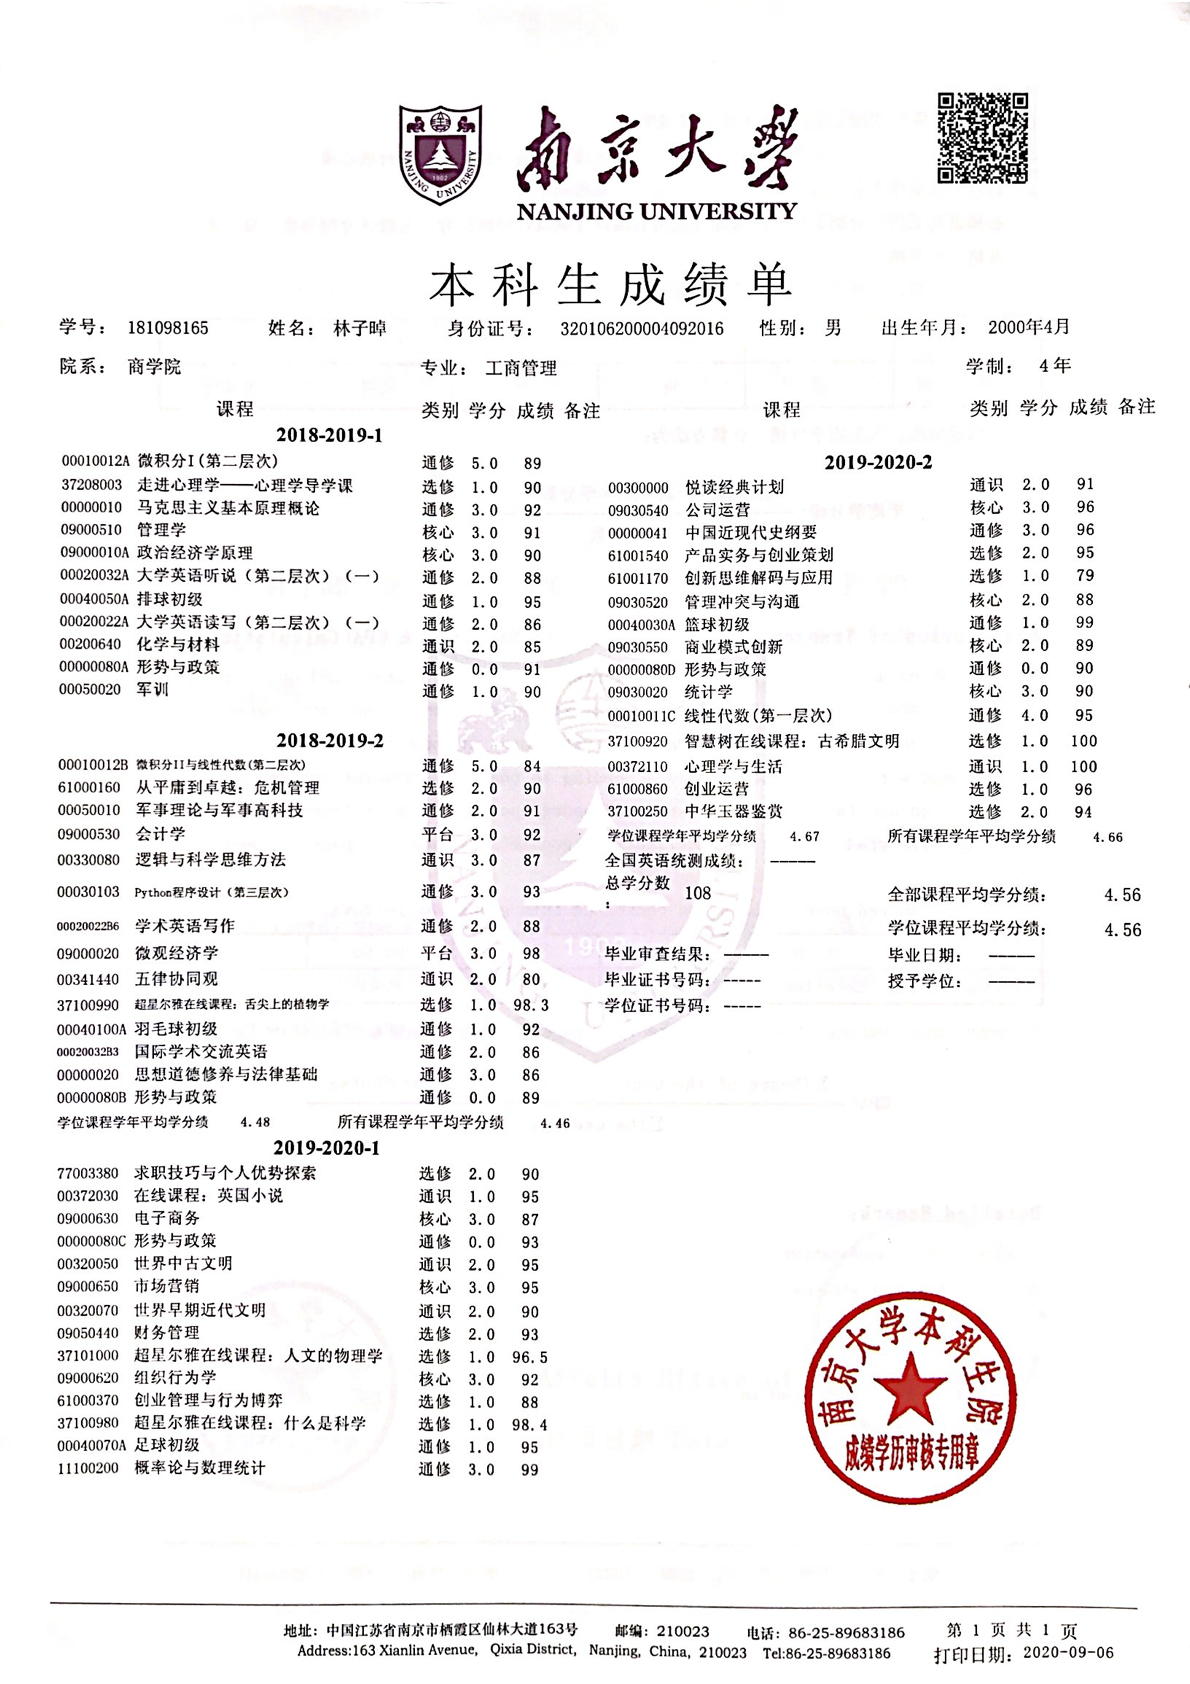 南京大学
NANJING UNIVERSITY
本科生成绩单
学号： 181098165 姓名： 林子晫 身份证号： 320106200004092016 性别： 男 出生年月： 2000年4月
院系： 商学院 专业： 工商管理 学制： 4年
课程 类别 学分 成绩 备注
2018-2019-1
00010012A 微积分I(第二层次) 通修 5.0 89
37208003 走进心理学——心理学导学课 选修 1.0 90
00000010 马克思主义基本原理概论 通修 3.0 92
09000510 管理学 核心 3.0 91
09000010A 政治经济学原理 核心 3.0 90
00020032A 大学英语听说（第二层次）（一） 通修 2.0 88
00040050A 排球初级 通修 1.0 95
00020022A 大学英语读写（第二层次）（一） 通修 2.0 86
00200640 化学与材料 通识 2.0 85
00000080A 形势与政策 通修 0.0 91
00050020 军训 通修 1.0 90
2018-2019-2
00010012B 微积分II与线性代数(第二层次) 通修 5.0 84
61000160 从平庸到卓越：危机管理 选修 2.0 90
00050010 军事理论与军事高科技 通修 2.0 91
09000530 会计学 平台 3.0 92
00330080 逻辑与科学思维方法 通识 3.0 87
00030103 Python程序设计（第三层次） 通修 3.0 93
00020022B6 学术英语写作 通修 2.0 88
09000020 微观经济学 平台 3.0 98
00341440 五律协同观 通识 2.0 80
37100990 超星尔雅在线课程：舌尖上的植物学 选修 1.0 98.3
00040100A 羽毛球初级 通修 1.0 92
00020032B3 国际学术交流英语 通修 2.0 86
00000020 思想道德修养与法律基础 通修 3.0 86
00000080B 形势与政策 通修 0.0 89
学位课程学年平均学分绩 4.48 所有课程学年平均学分绩 4.46
2019-2020-1
77003380 求职技巧与个人优势探索 选修 2.0 90
00372030 在线课程：英国小说 通识 1.0 95
09000630 电子商务 核心 3.0 87
00000080C 形势与政策 通修 0.0 93
00320050 世界中古文明 通识 2.0 95
09000650 市场营销 核心 3.0 95
00320070 世界早期近代文明 通识 2.0 90
09050440 财务管理 选修 2.0 93
37101000 超星尔雅在线课程：人文的物理学 选修 1.0 96.5
09000620 组织行为学 核心 3.0 92
61000370 创业管理与行为博弈 选修 1.0 88
37100980 超星尔雅在线课程：什么是科学 选修 1.0 98.4
00040070A 足球初级 通修 1.0 95
11100200 概率论与数理统计 通修 3.0 99
课程 类别 学分 成绩 备注
2019-2020-2
00300000 悦读经典计划 通识 2.0 91
09030540 公司运营 核心 3.0 96
00000041 中国近现代史纲要 通修 3.0 96
61001540 产品实务与创业策划 选修 2.0 95
61001170 创新思维解码与应用 选修 1.0 79
09030520 管理冲突与沟通 核心 2.0 88
00040030A 篮球初级 通修 1.0 99
09030550 商业模式创新 核心 2.0 89
00000080D 形势与政策 通修 0.0 90
09030020 统计学 核心 3.0 90
00010011C 线性代数(第一层次) 通修 4.0 95
37100920 智慧树在线课程：古希腊文明 选修 1.0 100
00372110 心理学与生活 通识 1.0 100
61000860 创业运营 选修 1.0 96
37100250 中华玉器鉴赏 选修 2.0 94
学位课程学年平均学分绩 4.67 所有课程学年平均学分绩 4.66
全国英语统测成绩： -----
总学分数： 108 全部课程平均学分绩： 4.56
学位课程平均学分绩： 4.56
毕业审查结果： ----- 毕业日期： -----
毕业证书号码： ----- 授予学位： -----
学位证书号码： -----
南京大学本科生院
成绩学历审核专用章
地址：中国江苏省南京市栖霞区仙林大道163号 邮编：210023 电话：86-25-89683186 第 1 页 共 1 页
Address:163 Xianlin Avenue, Qixia District, Nanjing, China, 210023 Tel:86-25-89683186 打印日期：2020-09-06